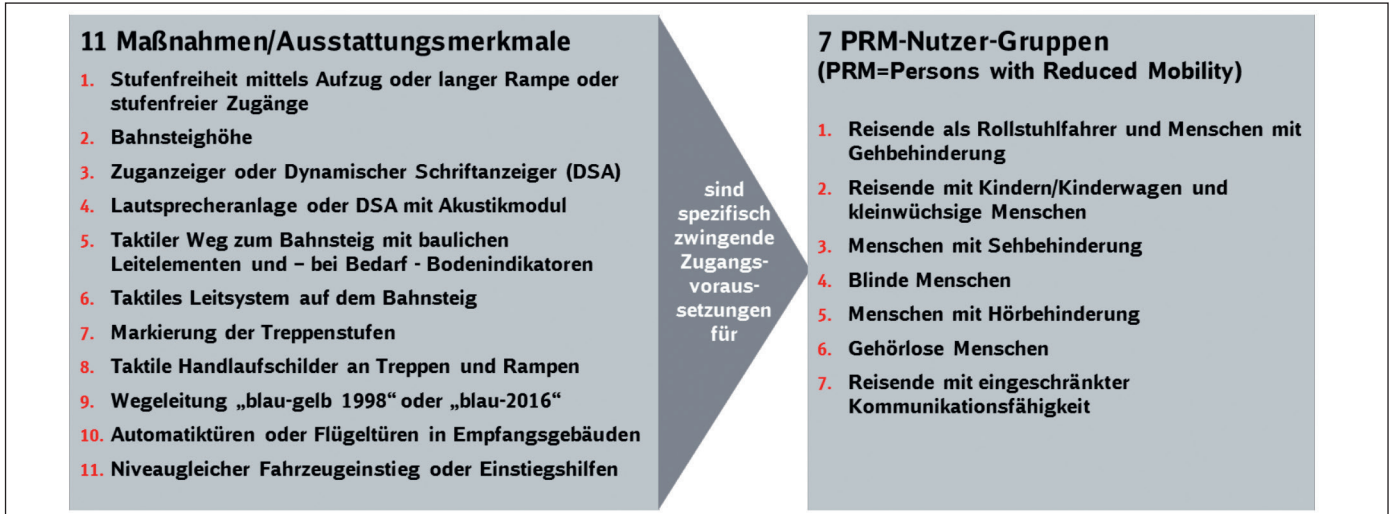 11 Maßnahmen/Ausstattungsmerkmale
1. Stufenfreiheit mittels Aufzug oder langer Rampe oder
stufenfreier Zugänge
2. Bahnsteighöhe
3. Zuganzeiger oder Dynamischer Schriftanzeiger (DSA)
4. Lautsprecheranlage oder DSA mit Akustikmodul
5. Taktiler Weg zum Bahnsteig mit baulichen
Leitelementen und – bei Bedarf - Bodenindikatoren
6. Taktiles Leitsystem auf dem Bahnsteig
7. Markierung der Treppenstufen
8. Taktile Handlaufschilder an Treppen und Rampen
9. Wegeleitung „blau-gelb 1998“ oder „blau-2016“
10. Automatiktüren oder Flügeltüren in Empfangsgebäuden
11. Niveaugleicher Fahrzeugeinstieg oder Einstiegshilfen
sind
spezifisch
zwingende
Zugangs-
voraus-
setzungen
für
7 PRM-Nutzer-Gruppen
(PRM=Persons with Reduced Mobility)
1. Reisende als Rollstuhlfahrer und Menschen mit
Gehbehinderung
2. Reisende mit Kindern/Kinderwagen und
kleinwüchsige Menschen
3. Menschen mit Sehbehinderung
4. Blinde Menschen
5. Menschen mit Hörbehinderung
6. Gehörlose Menschen
7. Reisende mit eingeschränkter
Kommunikationsfähigkeit